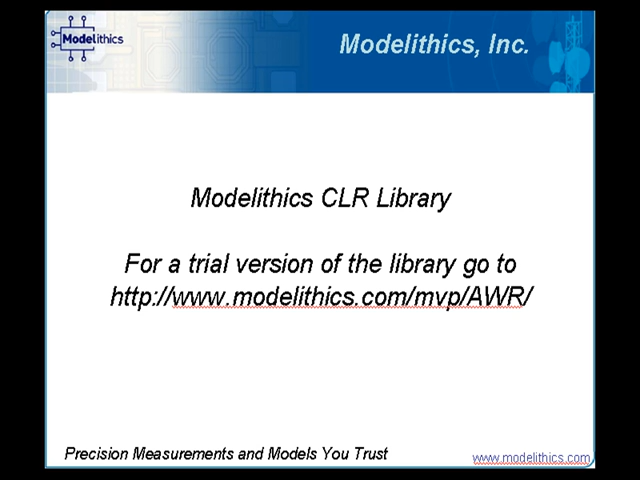 Modelithics
Modelithics, Inc.
Modelithics CLR Library
For a trial version of the library go to
http://www.modelithics.com/mvp/AWR/
Precision Measurements and Models You Trust
www.modelithics.com